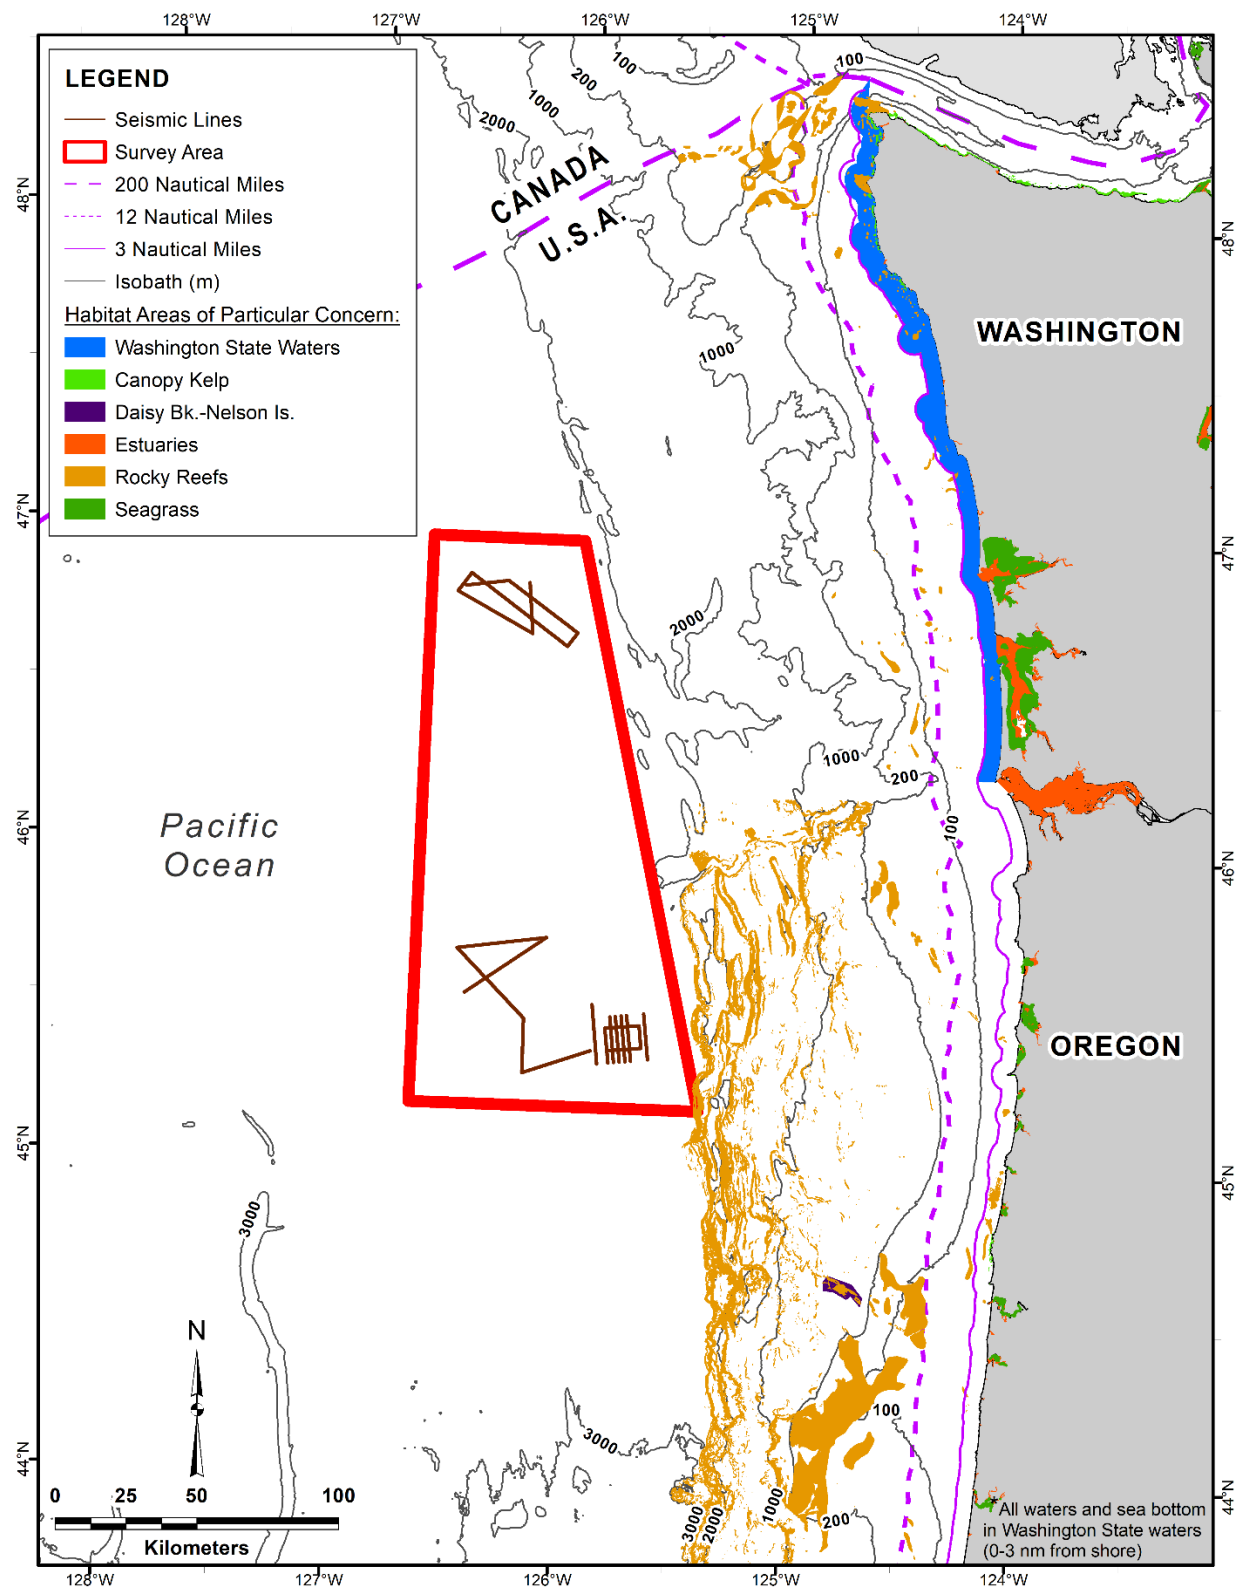 128°W 127°W 126°W 125°W 124°W
LEGEND
Seismic Lines
Survey Area
200 Nautical Miles
12 Nautical Miles
3 Nautical Miles
Isobath (m)
Habitat Areas of Particular Concern:
Washington State Waters
Canopy Kelp
Daisy Bk.-Nelson Is.
Estuaries
Rocky Reefs
Seagrass
100
200
1000
2000
100
CANADA
U.S.A.
48°N
48°N
WASHINGTON
1000
47°N
47°N
2000
1000
200
100
Pacific
Ocean
46°N
46°N
OREGON
45°N
45°N
3000
N
100
3000
44°N
44°N
0 25 50 100
Kilometers
3000
2000
1000
200
*All waters and sea bottom
in Washington State waters
(0-3 nm from shore)
128°W 127°W 126°W 125°W 124°W